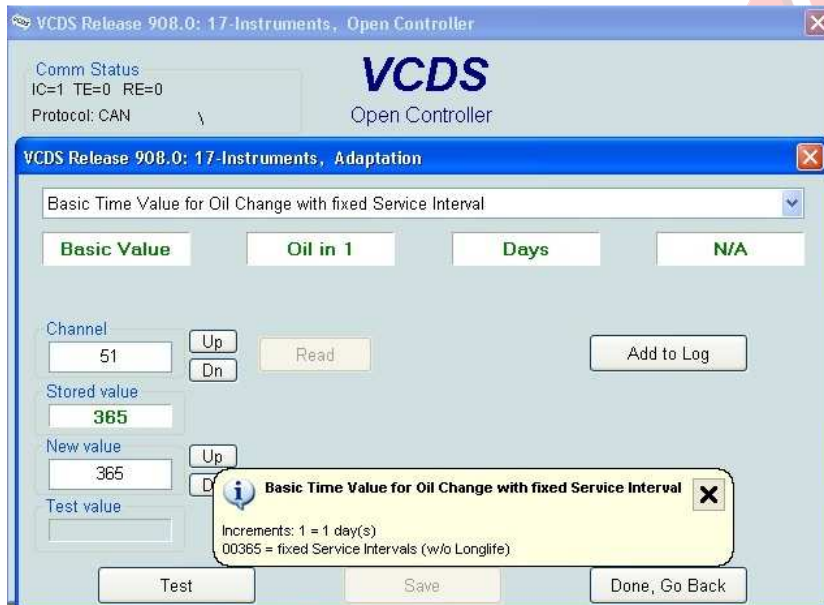 VCDS Release 908.0: 17-Instruments, Open Controller
Comm Status
IC=1 TE=0 RE=0
Protocol: CAN \
VCDS
Open Controller
VCDS Release 908.0: 17-Instruments, Adaptation
Basic Time Value for Oil Change with fixed Service Interval
Basic Value Oil in 1 Days N/A
Channel
51
Up
Dn
Read
Add to Log
Stored value
365
New value
365
Up
Test value
Basic Time Value for Oil Change with fixed Service Interval
Increments: 1 = 1 day(s)
00365 = fixed Service Intervals (w/o Longlife)
Test Save Done, Go Back